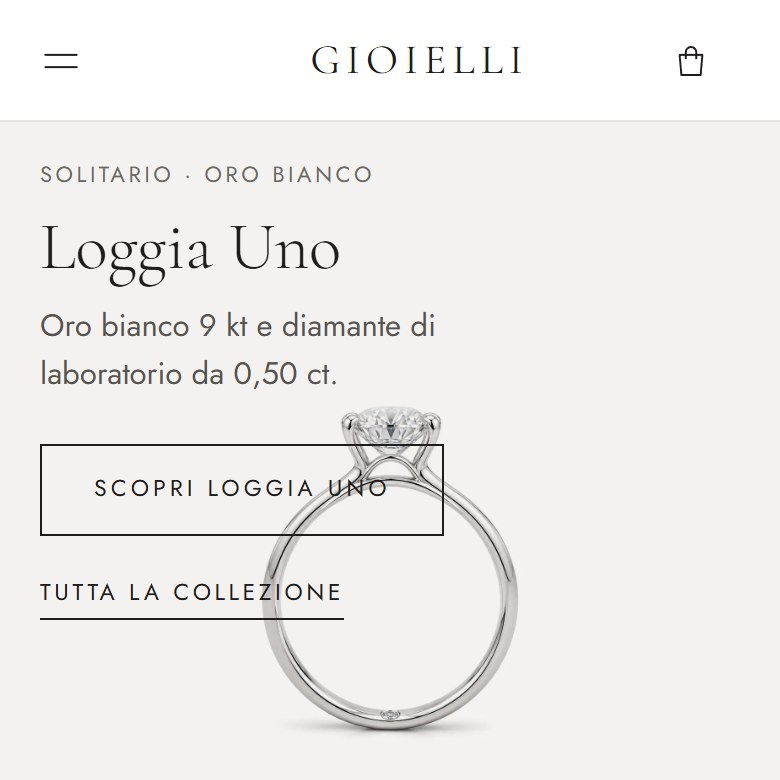 GIOIELLI
SOLITARIO · ORO BIANCO
Loggia Uno
Oro bianco 9 kt e diamante di
laboratorio da 0,50 ct.
SCOPRI LOGGIA UNO
TUTTA LA COLLEZIONE